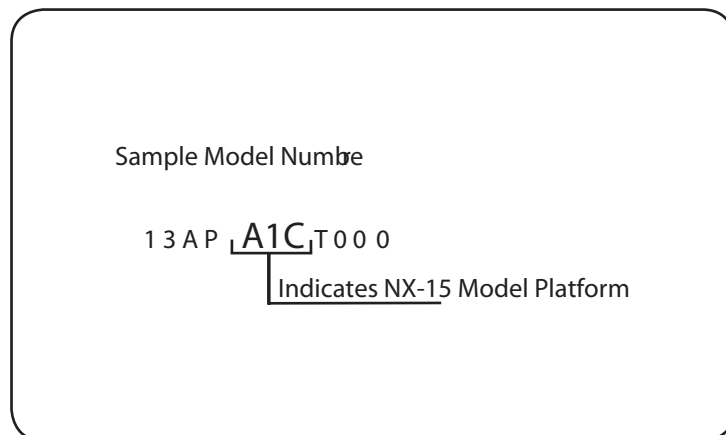 Sample Model Numbre
13AP A1C T000
Indicates NX-15 Model Platform